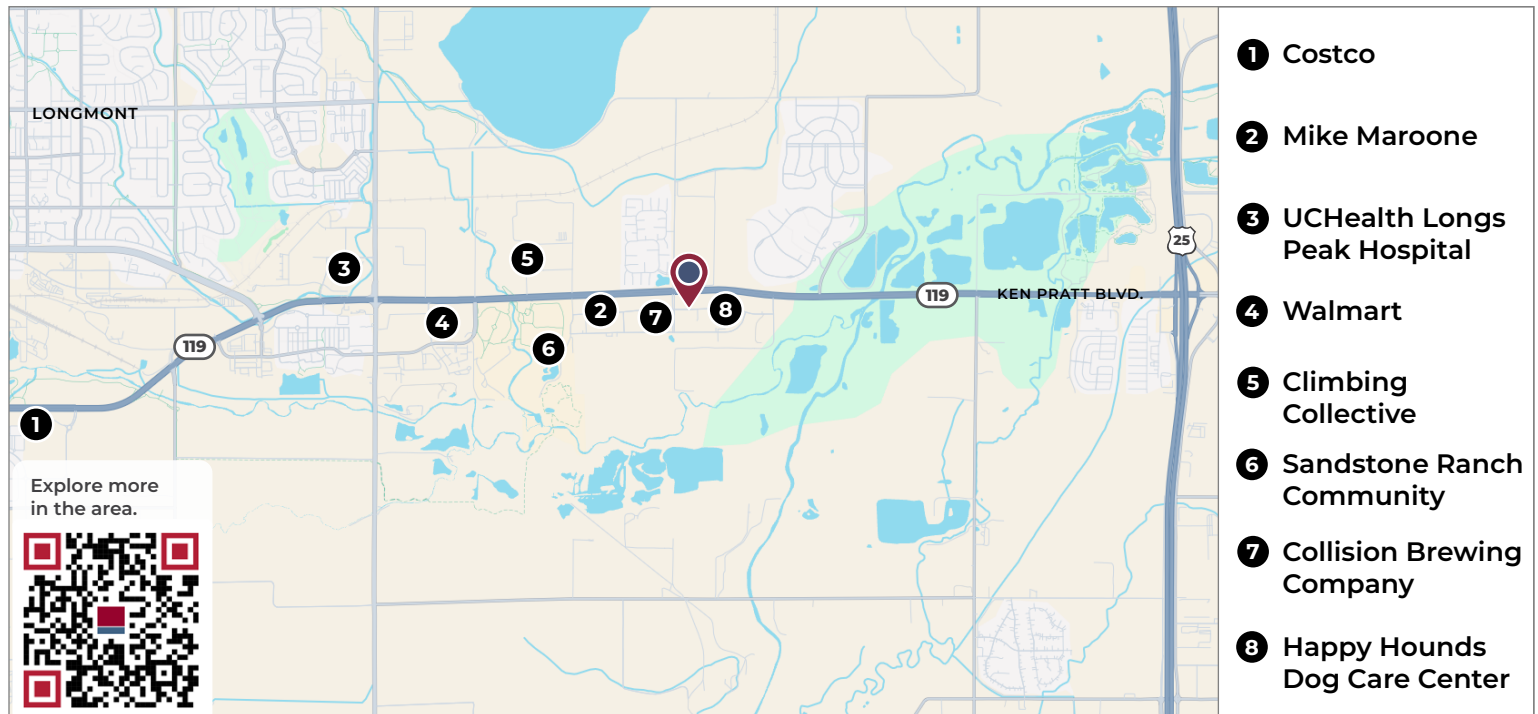 LONGMONT
3
5
25
2
7
8
119
KEN PRATT BLVD.
4
119
6
1
Explore more
in the area.
1 Costco
2 Mike Maroone
3 UCHealth Longs
Peak Hospital
4 Walmart
5 Climbing
Collective
6 Sandstone Ranch
Community
7 Collision Brewing
Company
8 Happy Hounds
Dog Care Center